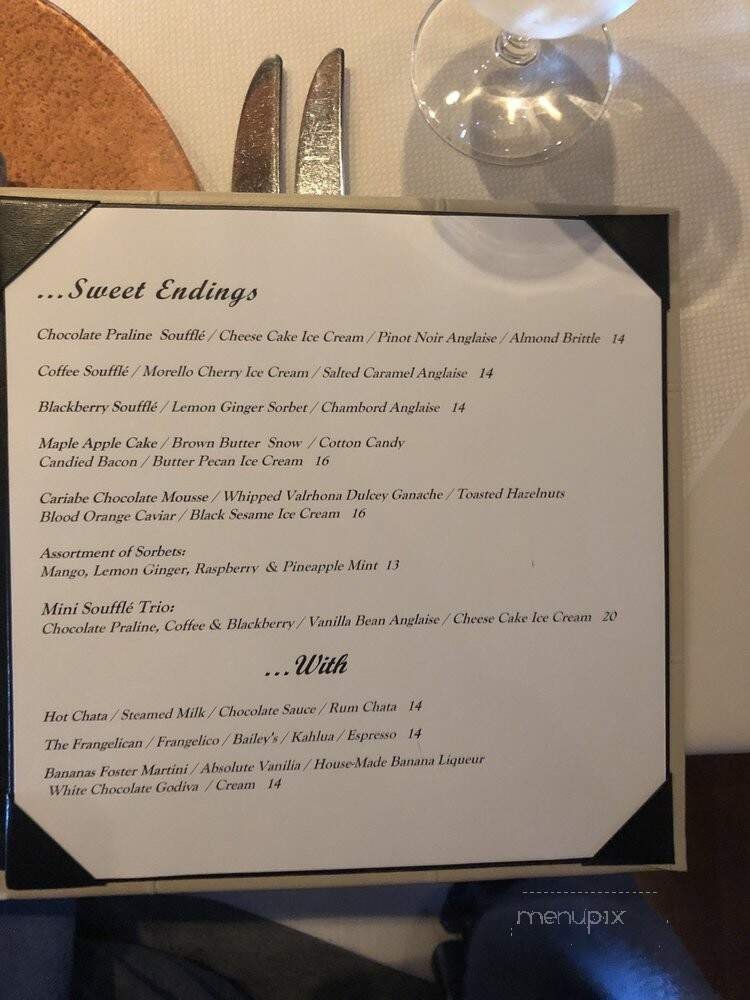 ...Sweet Endings
Chocolate Praline Soufflé / Cheese Cake Ice Cream / Pinot Noir Anglaise / Almond Brittle 14
Coffee Soufflé / Morello Cherry Ice Cream / Salted Caramel Anglaise 14
Blackberry Soufflé / Lemon Ginger Sorbet / Chambord Anglaise 14
Maple Apple Cake / Brown Butter Snow / Cotton Candy
Candied Bacon / Butter Pecan Ice Cream 16
Cariabe Chocolate Mousse / Whipped Valrhona Dulcey Ganache / Toasted Hazelnuts
Blood Orange Caviar / Black Sesame Ice Cream 16
Assortment of Sorbets:
Mango, Lemon Ginger, Raspberry & Pineapple Mint 13
Mini Soufflé Trio:
Chocolate Praline, Coffee & Blackberry / Vanilla Bean Anglaise / Cheese Cake Ice Cream 20
...With
Hot Chata / Steamed Milk / Chocolate Sauce / Rum Chata 14
The Frangelican / Frangelico / Bailey's / Kahlua / Espresso 14
Bananas Foster Martini / Absolute Vanilia / House-Made Banana Liqueur
White Chocolate Godiva / Cream 14
menupix